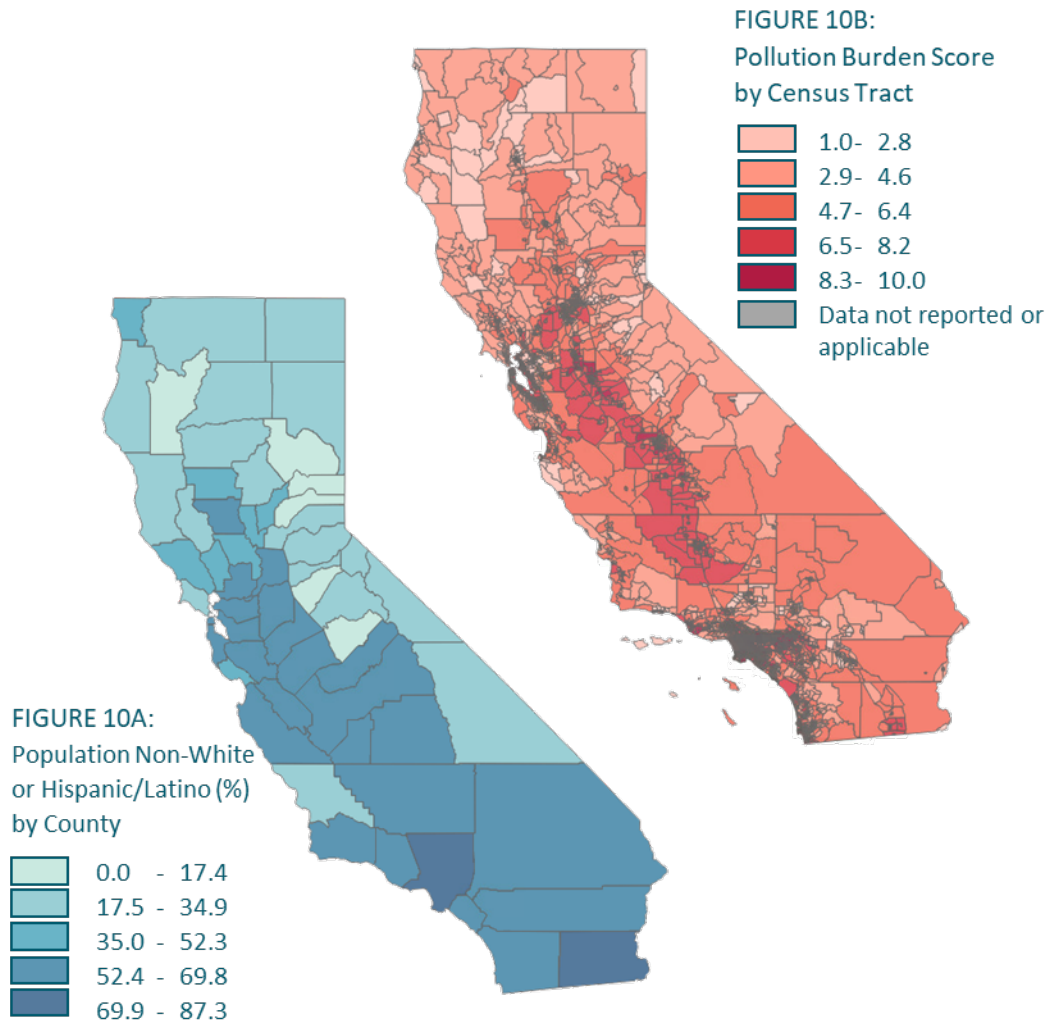 FIGURE 10B:
Pollution Burden Score
by Census Tract
1.0- 2.8
2.9- 4.6
4.7- 6.4
6.5- 8.2
8.3- 10.0
Data not reported or
applicable
FIGURE 10A:
Population Non-White
or Hispanic/Latino (%)
by County
0.0 - 17.4
17.5 - 34.9
35.0 - 52.3
52.4 - 69.8
69.9 - 87.3